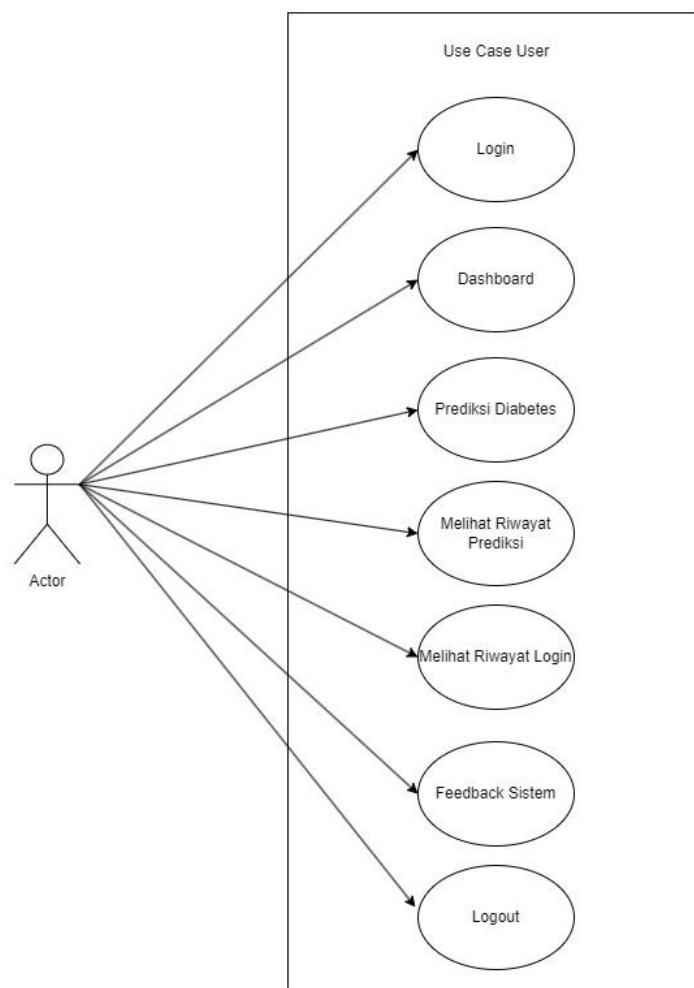 Use Case User
Login
Dashboard
Prediksi Diabetes
Melihat Riwayat
Prediksi
Actor
Melihat Riwayat Login
Feedback Sistem
Logout